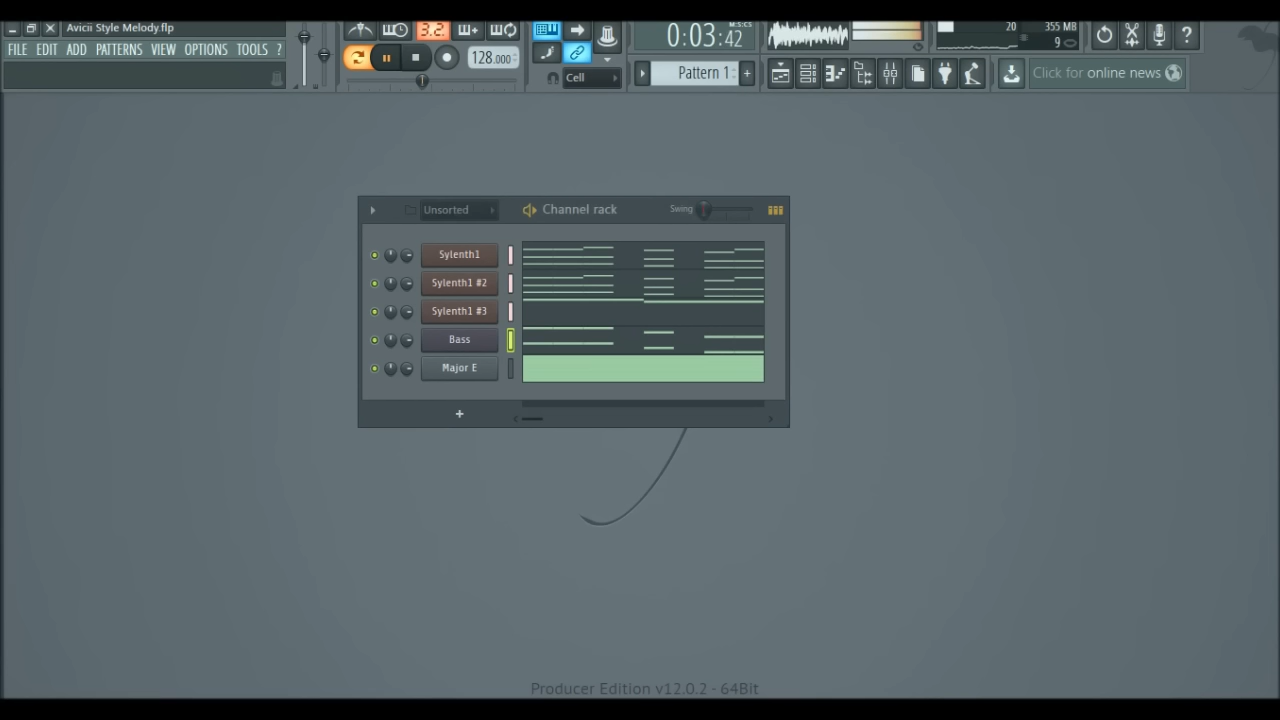 Avicii Style Melody.flp
FILE EDIT ADD PATTERNS VIEW OPTIONS TOOLS ?
3.2.
128.000
Cell
0:03:42
M:S:CS
Pattern 1
20
355 MB
9
Click for online news
Unsorted
Channel rack
Swing
Sylenth1
Sylenth1 #2
Sylenth1 #3
Bass
Major E
+
Producer Edition v12.0.2 - 64Bit